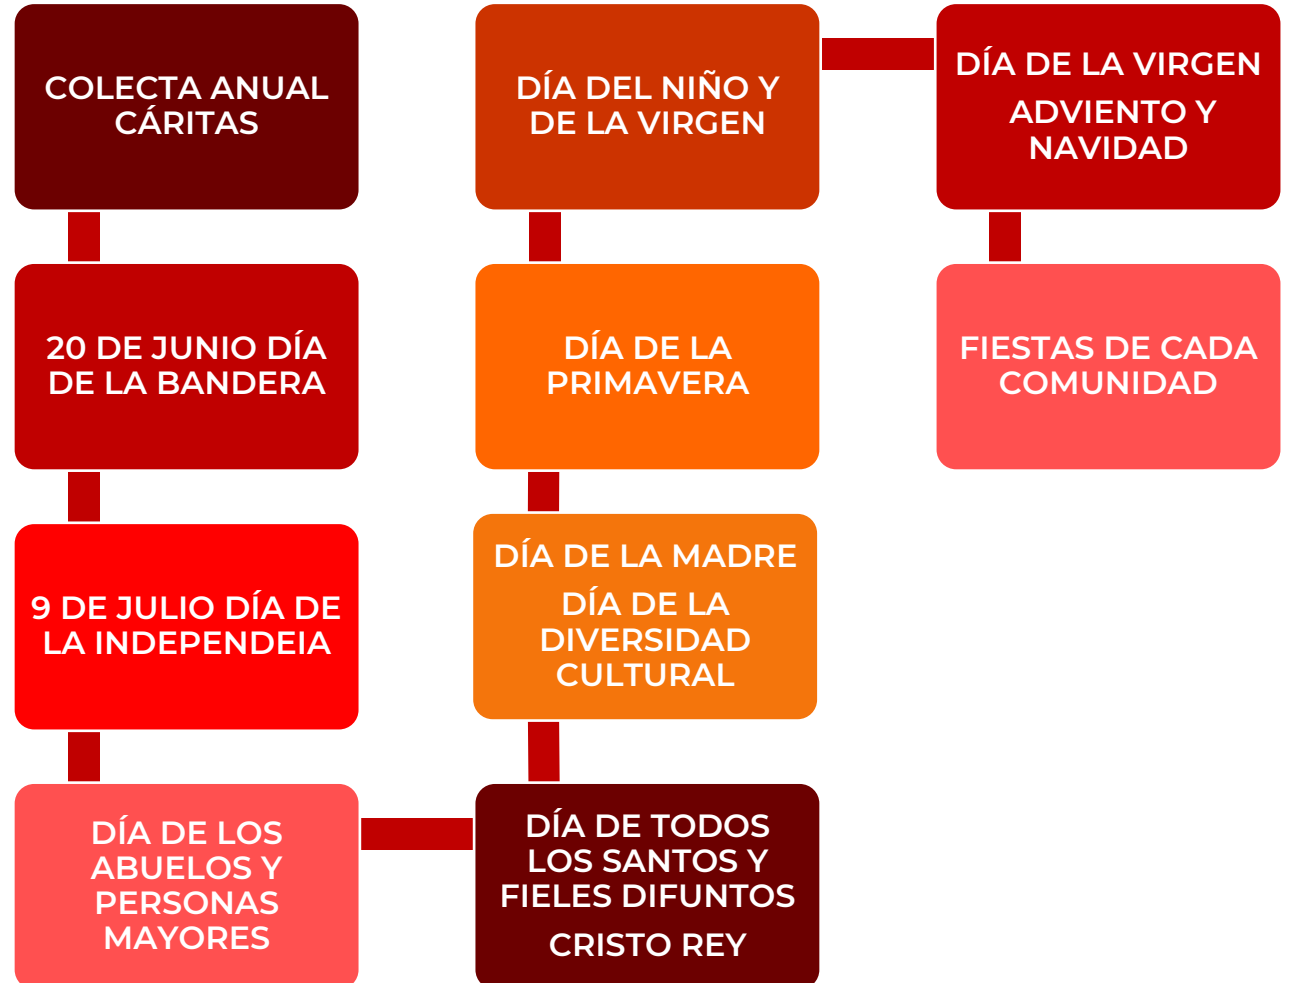 COLECTA ANUAL
CÁRITAS
20 DE JUNIO DÍA
DE LA BANDERA
9 DE JULIO DÍA DE
LA INDEPENDEIA
DÍA DE LOS
ABUELOS Y
PERSONAS
MAYORES
DÍA DEL NIÑO Y
DE LA VIRGEN
DÍA DE LA
PRIMAVERA
DÍA DE LA MADRE
DÍA DE LA
DIVERSIDAD
CULTURAL
DÍA DE TODOS
LOS SANTOS Y
FIELES DIFUNTOS
CRISTO REY
DÍA DE LA VIRGEN
ADVIENTO Y
NAVIDAD
FIESTAS DE CADA
COMUNIDAD